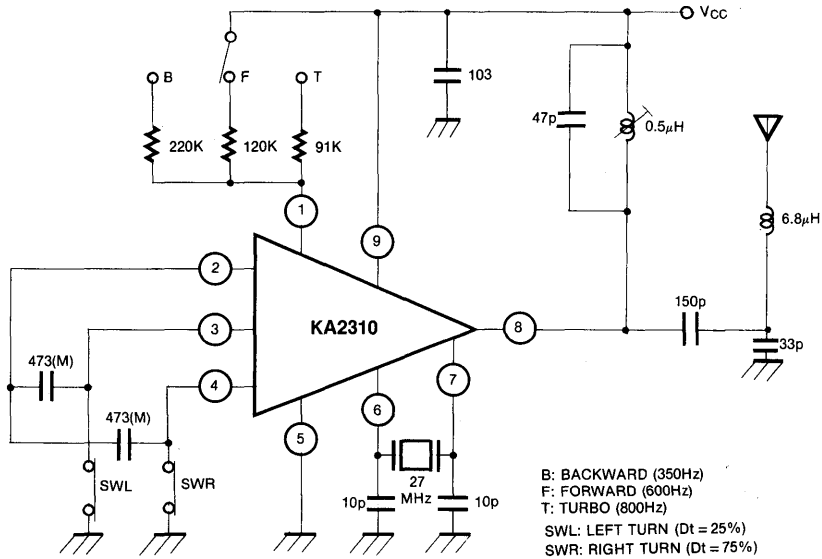 VCC
B
F
T
103
47p
0.5μH
220K
120K
91K
6.8μH
1
9
2
3
KA2310
8
150p
33p
473(M)
4
7
473(M)
6
5
SWL
SWR
27
MHz
10p
10p
B: BACKWARD (350Hz)
F: FORWARD (600Hz)
T: TURBO (800Hz)
SWL: LEFT TURN (Dt = 25%)
SWR: RIGHT TURN (Dt = 75%)